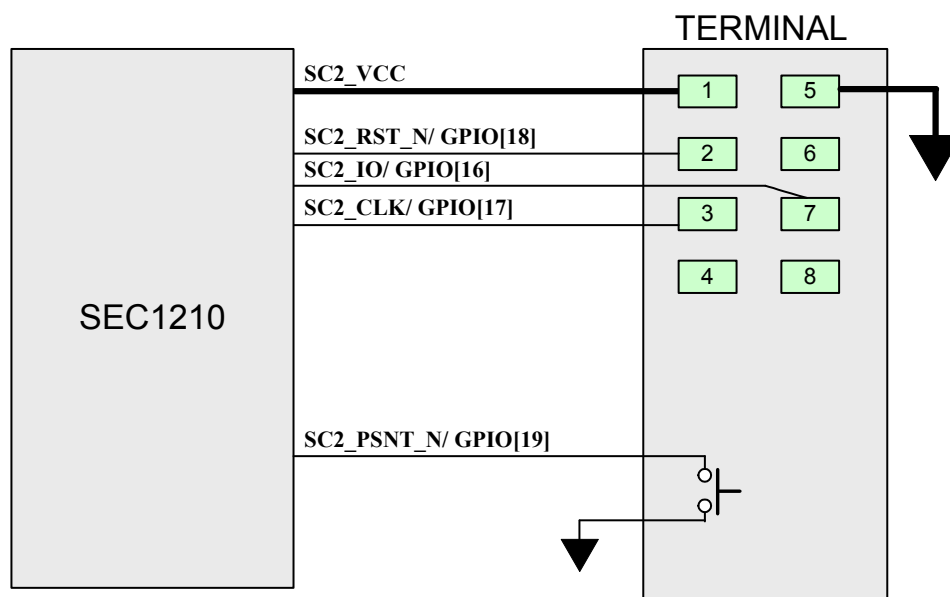 TERMINAL
SC2_VCC
1
5
SC2_RST_N/ GPIO[18]
2
6
SC2_IO/ GPIO[16]
SC2_CLK/ GPIO[17]
3
7
4
8
SEC1210
SC2_PSNT_N/ GPIO[19]